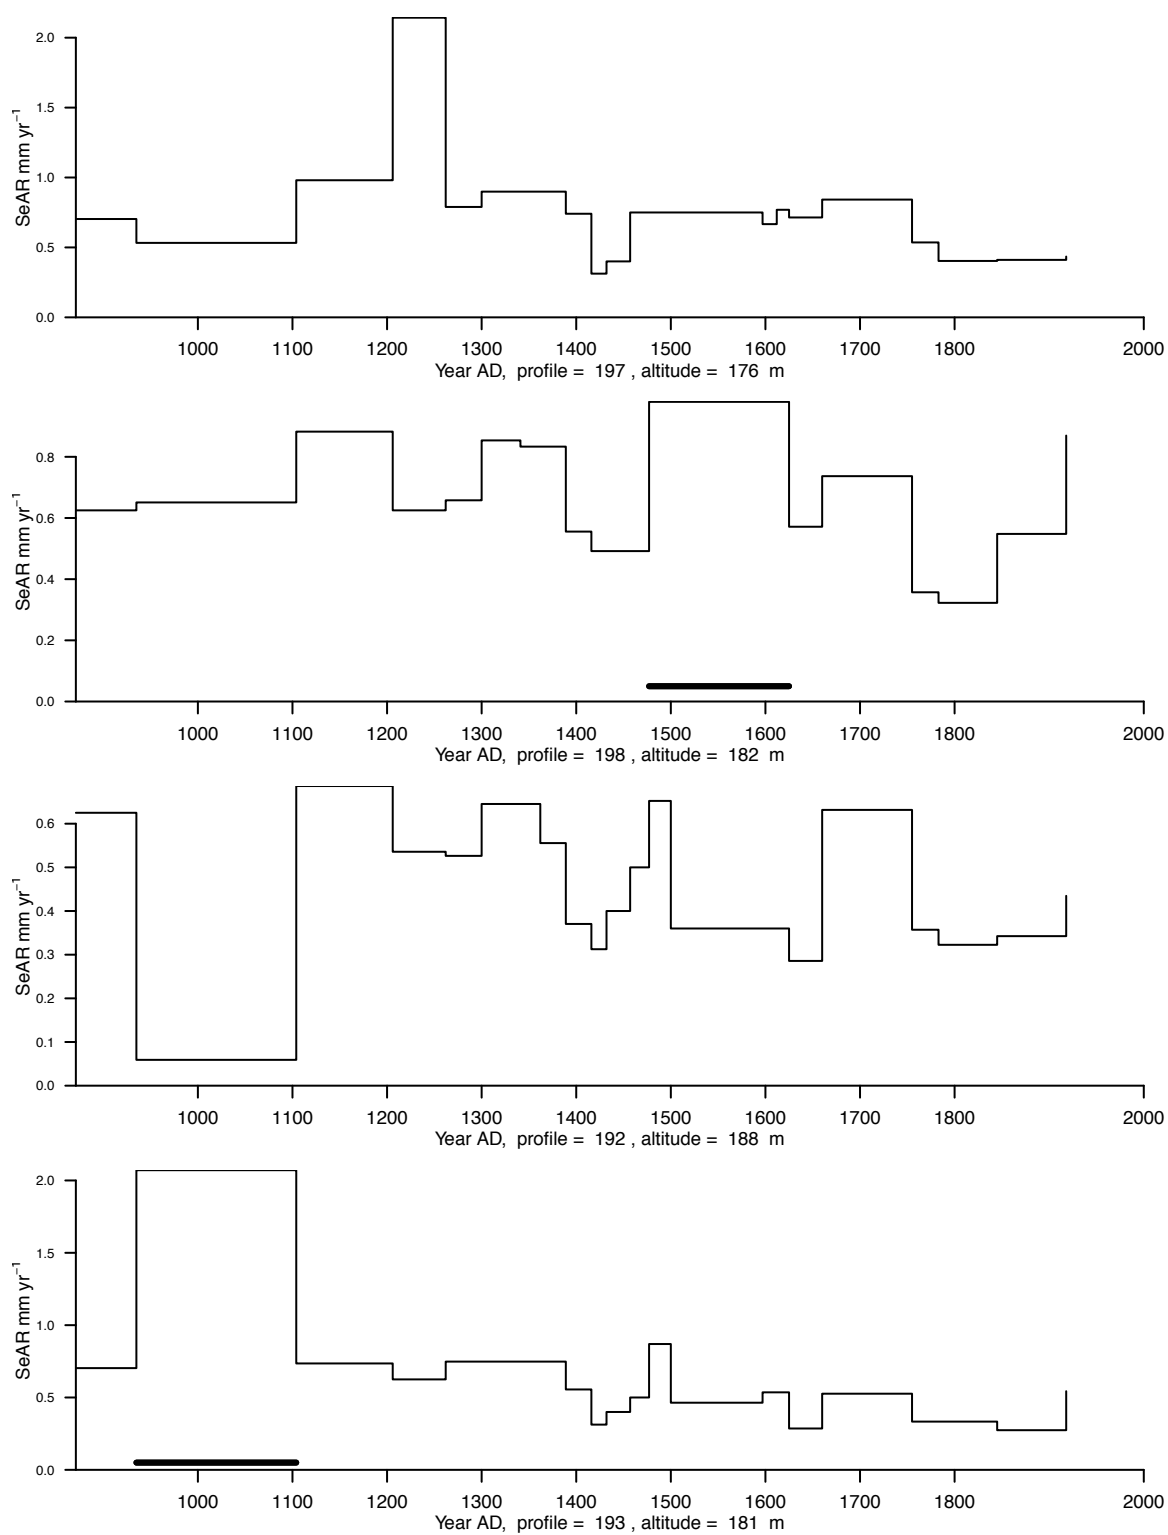 2.0
1.5
1.0
0.5
0.0
SeAR mm yr⁻¹
1000 1100 1200 1300 1400 1500 1600 1700 1800 2000
Year AD, profile = 197 , altitude = 176 m
0.8
0.6
0.4
0.2
0.0
SeAR mm yr⁻¹
1000 1100 1200 1300 1400 1500 1600 1700 1800 2000
Year AD, profile = 198 , altitude = 182 m
0.6
0.5
0.4
0.3
0.2
0.1
0.0
SeAR mm yr⁻¹
1000 1100 1200 1300 1400 1500 1600 1700 1800 2000
Year AD, profile = 192 , altitude = 188 m
2.0
1.5
1.0
0.5
0.0
SeAR mm yr⁻¹
1000 1100 1200 1300 1400 1500 1600 1700 1800 2000
Year AD, profile = 193 , altitude = 181 m